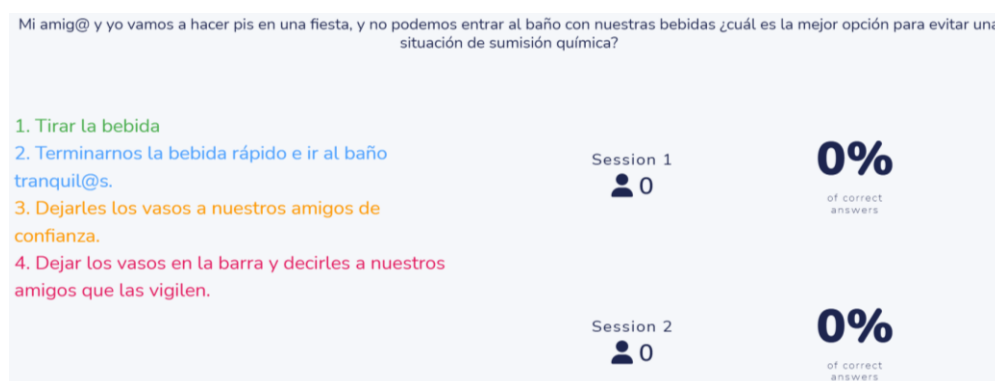 Mi amig@ y yo vamos a hacer pis en una fiesta, y no podemos entrar al baño con nuestras bebidas ¿cuál es la mejor opción para evitar una
situación de sumisión química?
1. Tirar la bebida
2. Terminarnos la bebida rápido e ir al baño
tranquil@s.
3. Dejarles los vasos a nuestros amigos de
confianza.
4. Dejar los vasos en la barra y decirles a nuestros
amigos que las vigilen.
Session 1
0
0%
of correct
answers
Session 2
0
0%
of correct
answers